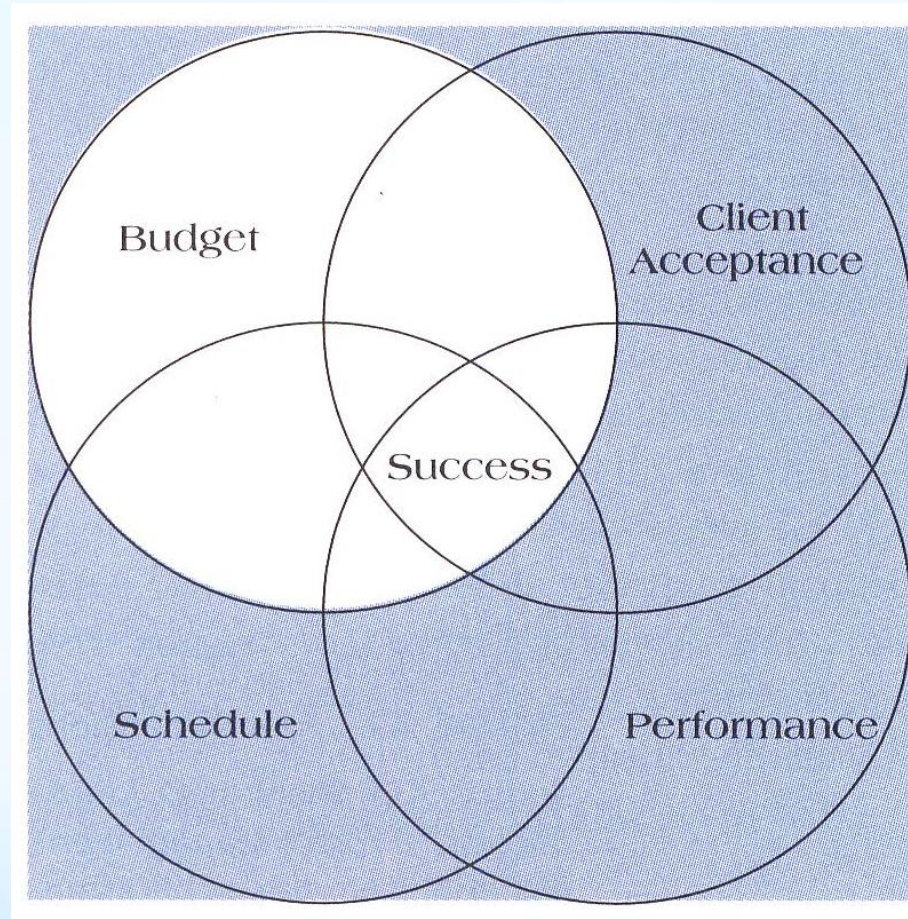 Budget
Client
Acceptance
Success
Schedule
Performance